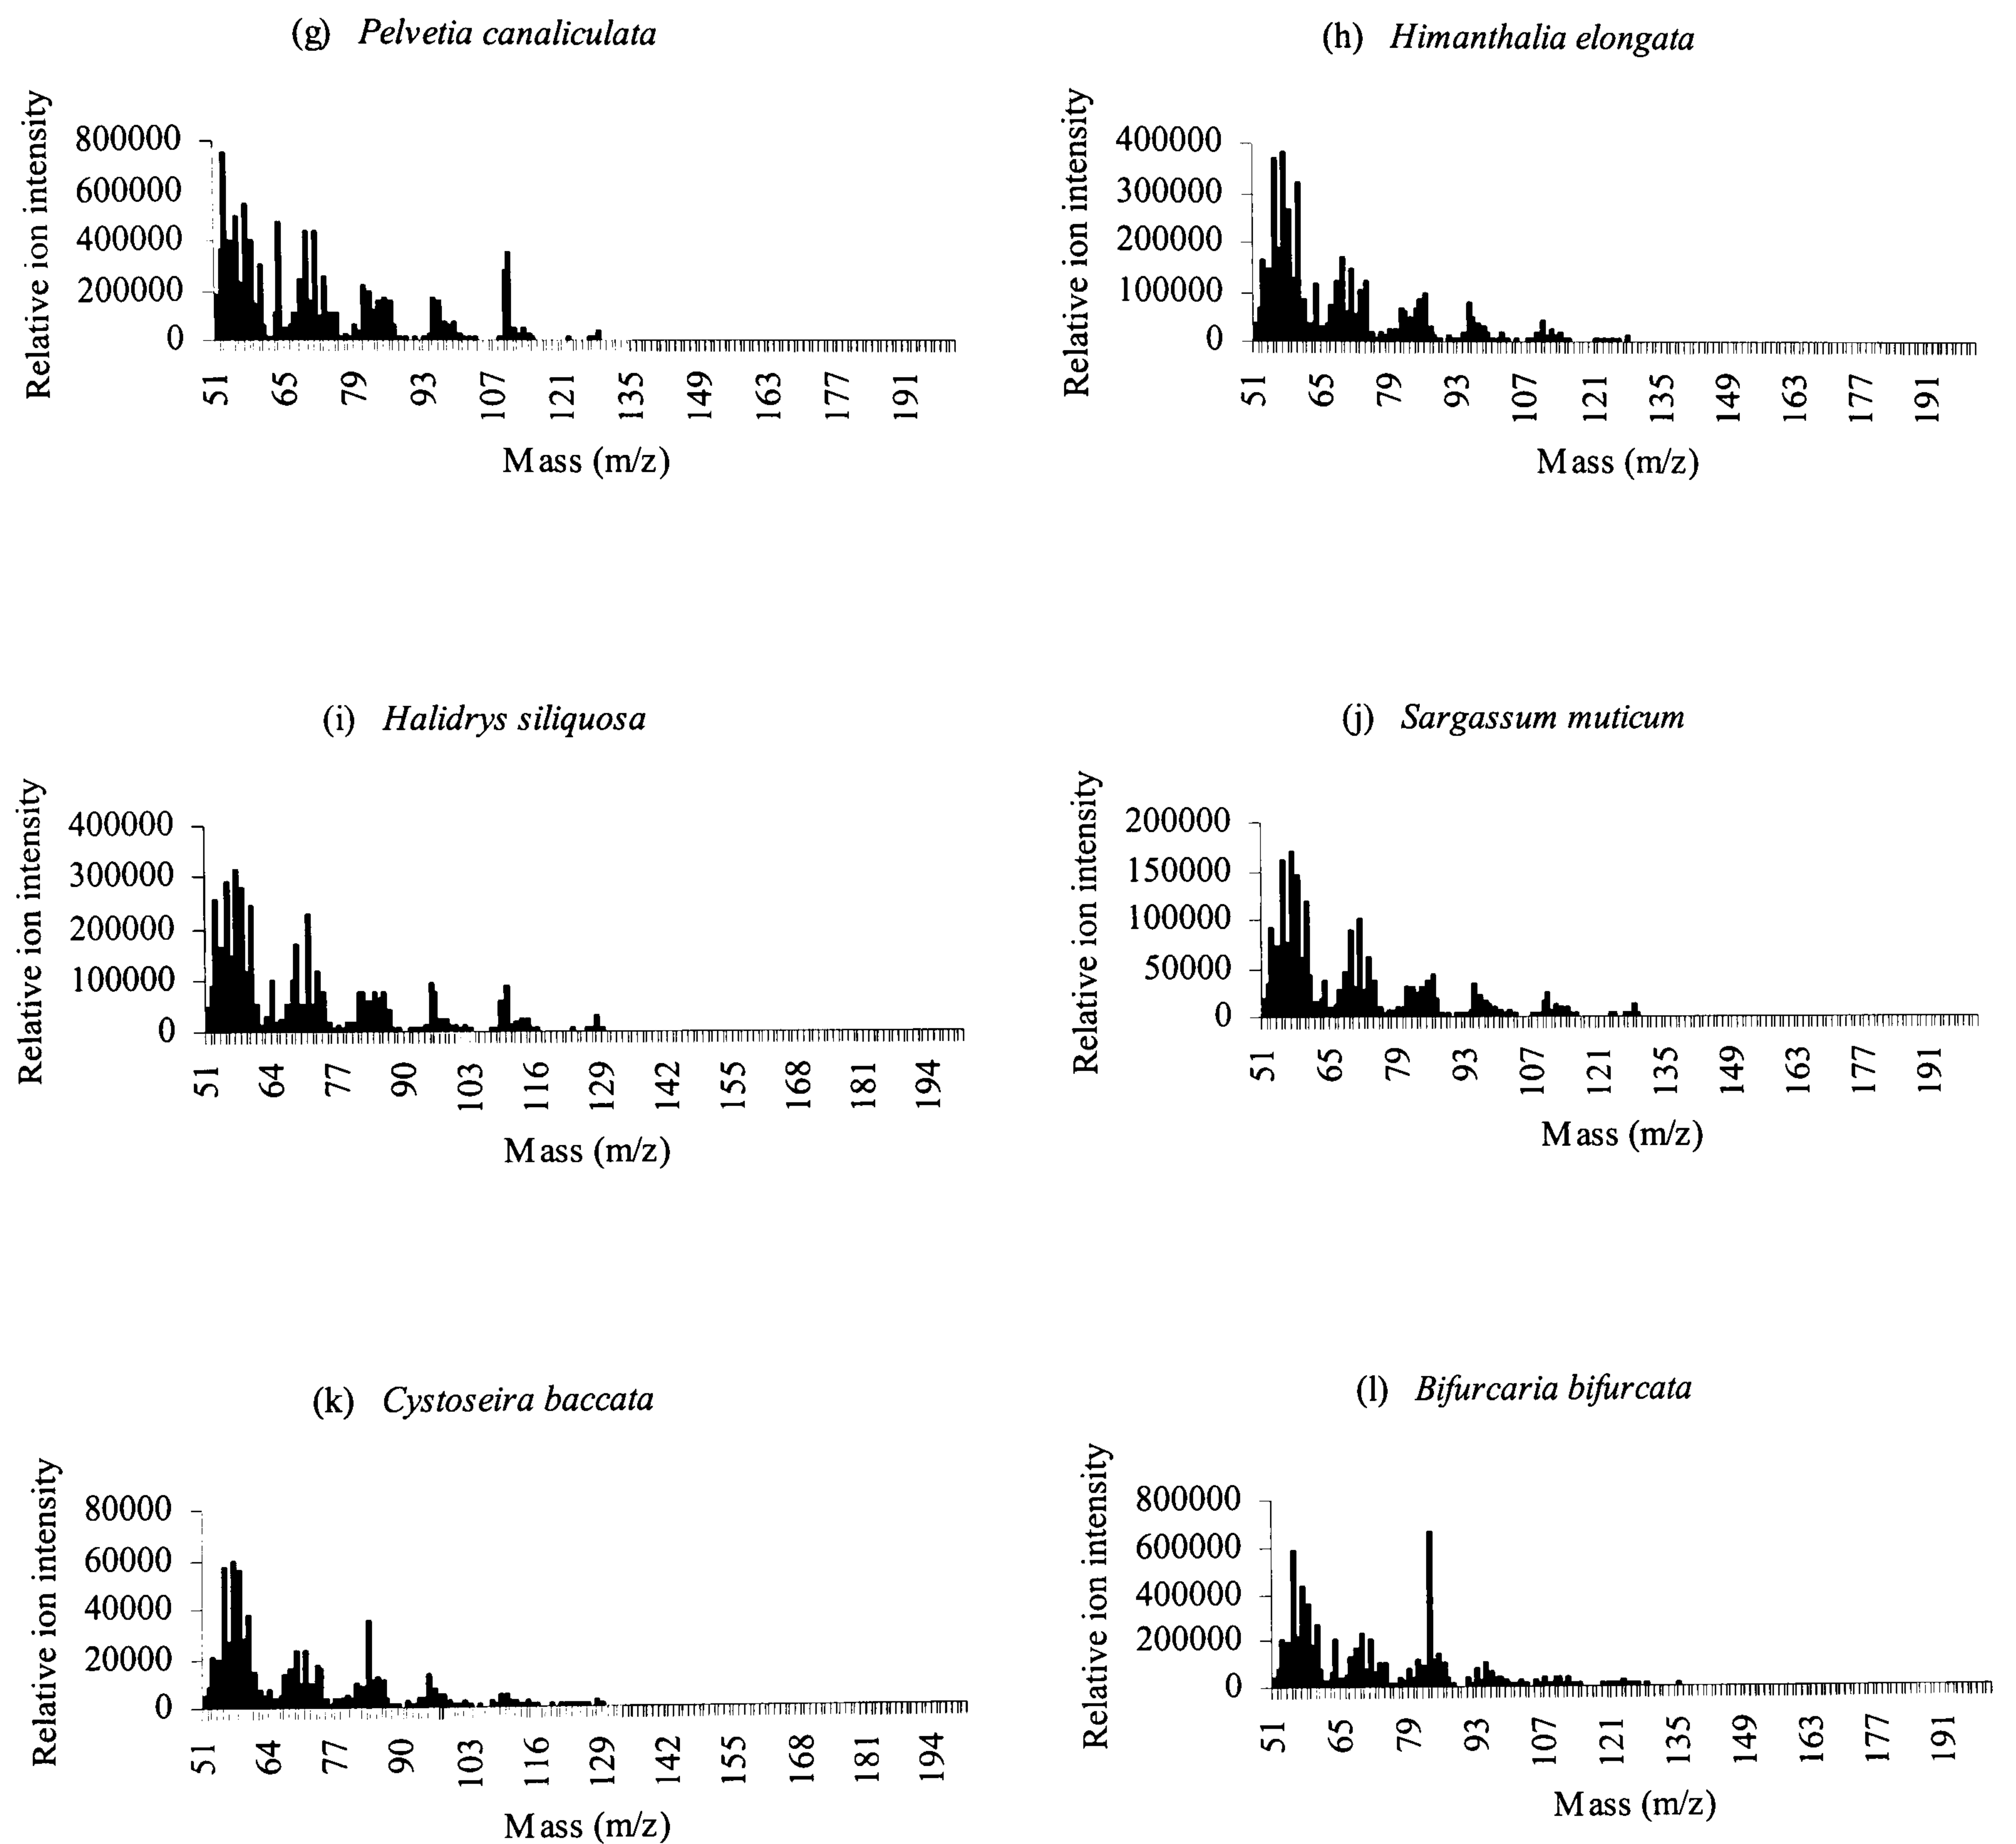 (g) Pelvetia canaliculata
Relative ion intensity
800000
600000
400000
200000
0
51 65 79 93 107 121 135 149 163 177 191
Mass (m/z)
(h) Himanthalia elongata
Relative ion intensity
400000
300000
200000
100000
0
51 65 79 93 107 121 135 149 163 177 191
Mass (m/z)
(i) Halidrys siliquosa
Relative ion intensity
400000
300000
200000
100000
0
51 64 77 90 103 116 129 142 155 168 181 194
Mass (m/z)
(j) Sargassum muticum
Relative ion intensity
200000
150000
100000
50000
0
51 65 79 93 107 121 135 149 163 177 191
Mass (m/z)
(k) Cystoseira baccata
Relative ion intensity
80000
60000
40000
20000
0
51 64 77 90 103 116 129 142 155 168 181 194
Mass (m/z)
(l) Bifurcaria bifurcata
Relative ion intensity
800000
600000
400000
200000
0
51 65 79 93 107 121 135 149 163 177 191
Mass (m/z)